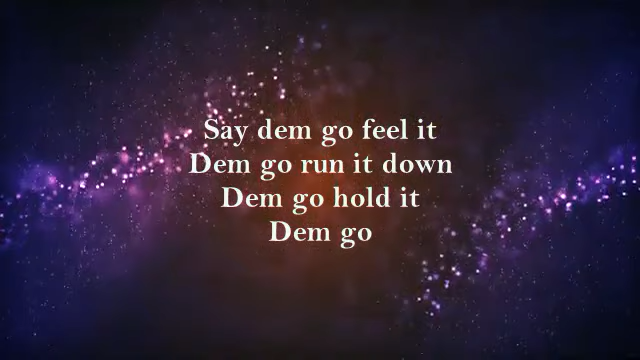 Say dem go feel it
Dem go run it down
Dem go hold it
Dem go